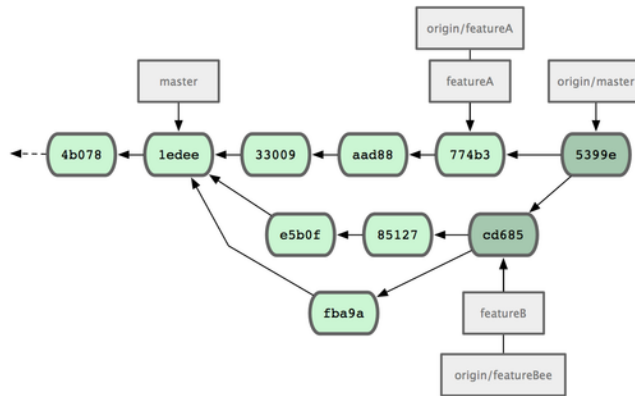 origin/featureA
master
featureA
origin/master
4b078
1edee
33009
aad88
774b3
5399e
e5b0f
85127
cd685
fba9a
featureB
origin/featureBee